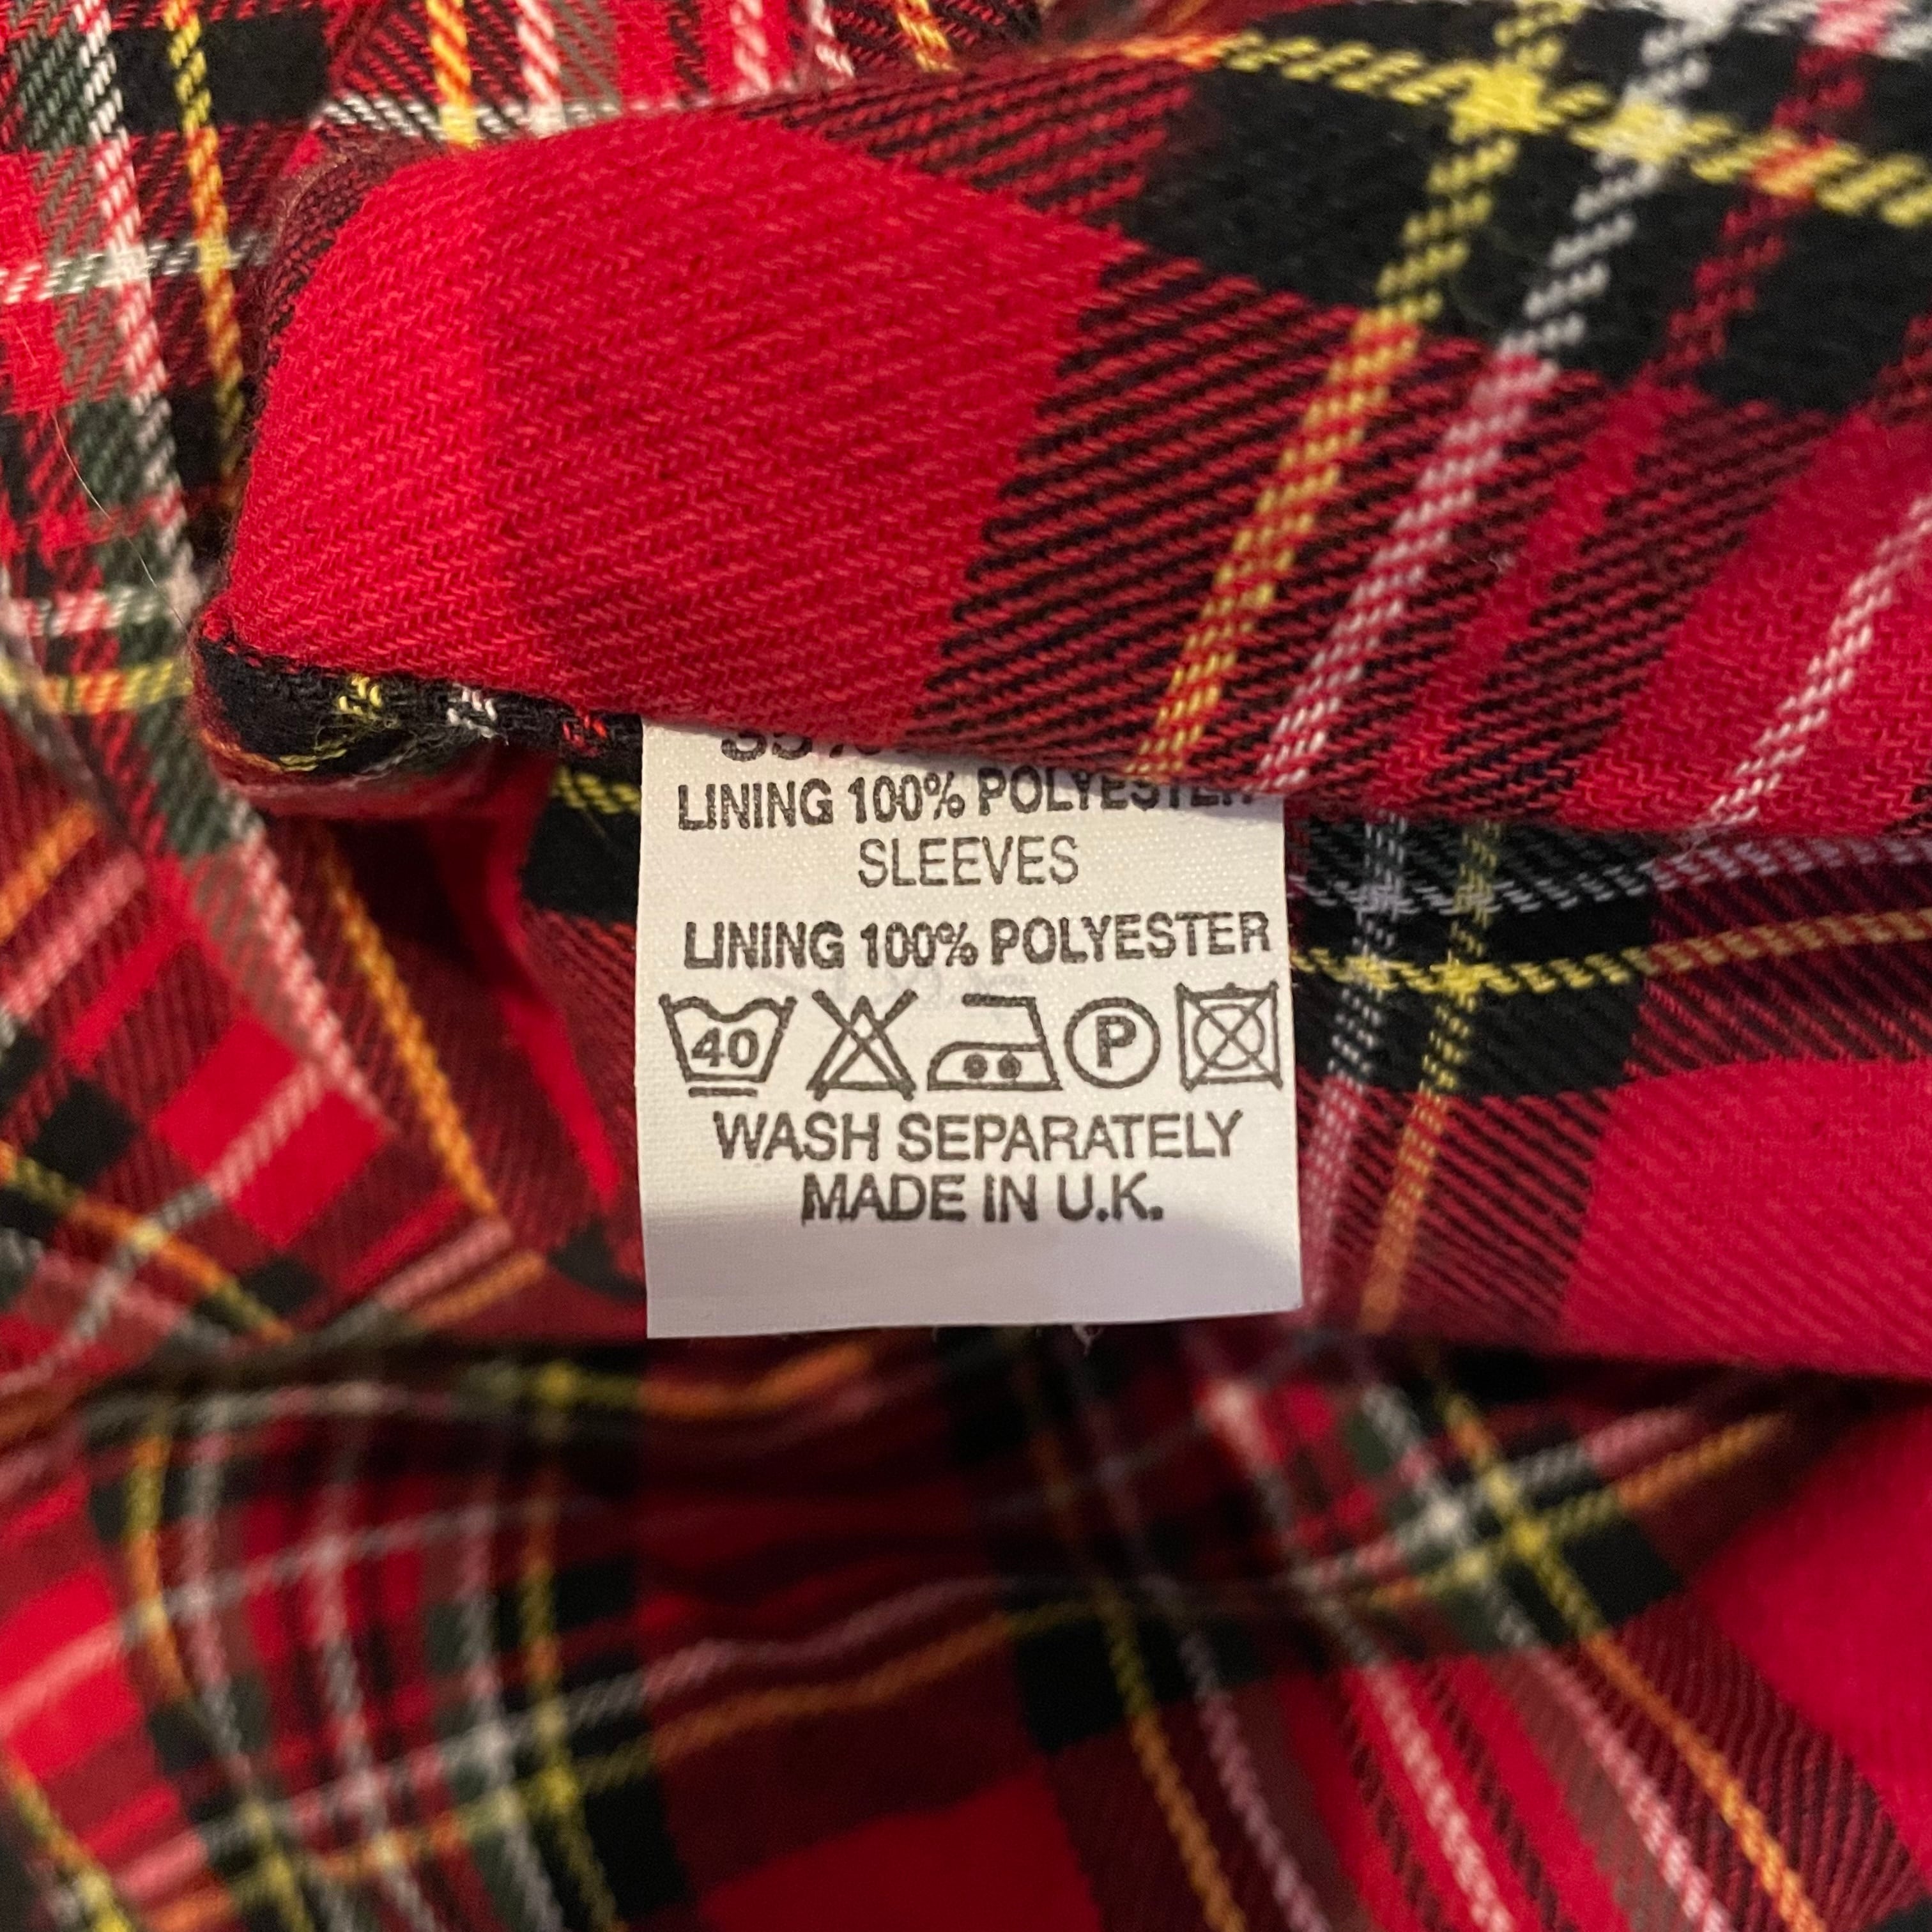 LINING 100% POLYESTER
SLEEVES
LINING 100% POLYESTER
40 P
WASH SEPARATELY
MADE IN U.K.